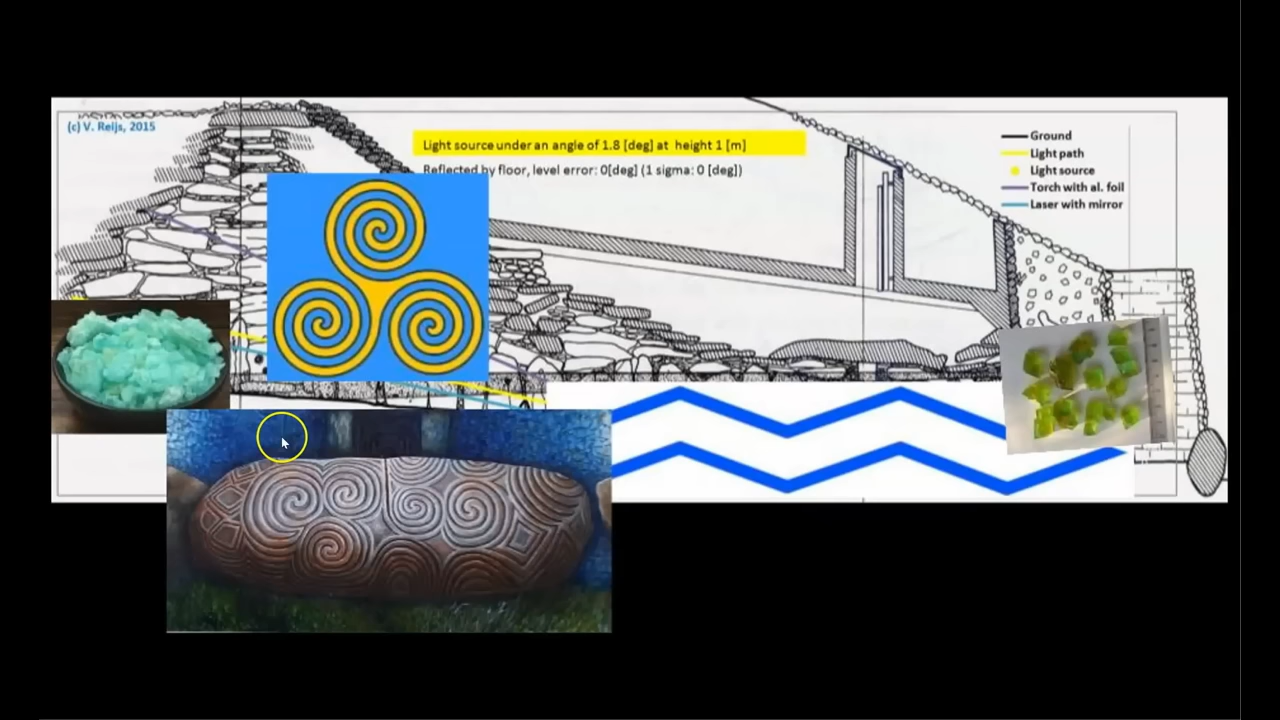 (c) V. Reijs, 2015
Light source under an angle of 1.8 [deg] at height 1 [m]
Reflected by floor, level error: 0[deg] (1 sigma: 0 [deg])
Ground
Light path
Light source
Torch with al. foil
Laser with mirror